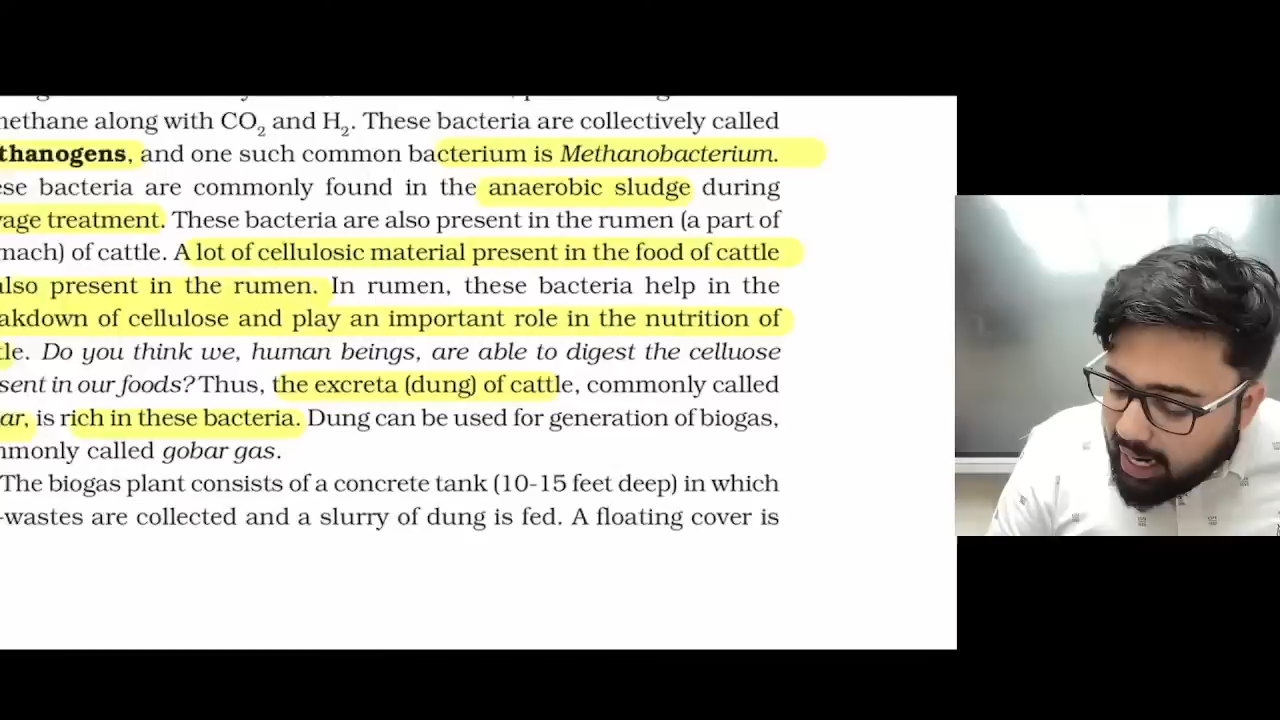 methane along with CO₂ and H₂. These bacteria are collectively called
thanogens, and one such common bacterium is Methanobacterium.
ese bacteria are commonly found in the anaerobic sludge during
wage treatment. These bacteria are also present in the rumen (a part of
mach) of cattle. A lot of cellulosic material present in the food of cattle
also present in the rumen. In rumen, these bacteria help in the
akdown of cellulose and play an important role in the nutrition of
tle. Do you think we, human beings, are able to digest the celluose
sent in our foods? Thus, the excreta (dung) of cattle, commonly called
ar, is rich in these bacteria. Dung can be used for generation of biogas,
mmonly called gobar gas.
The biogas plant consists of a concrete tank (10-15 feet deep) in which
-wastes are collected and a slurry of dung is fed. A floating cover is